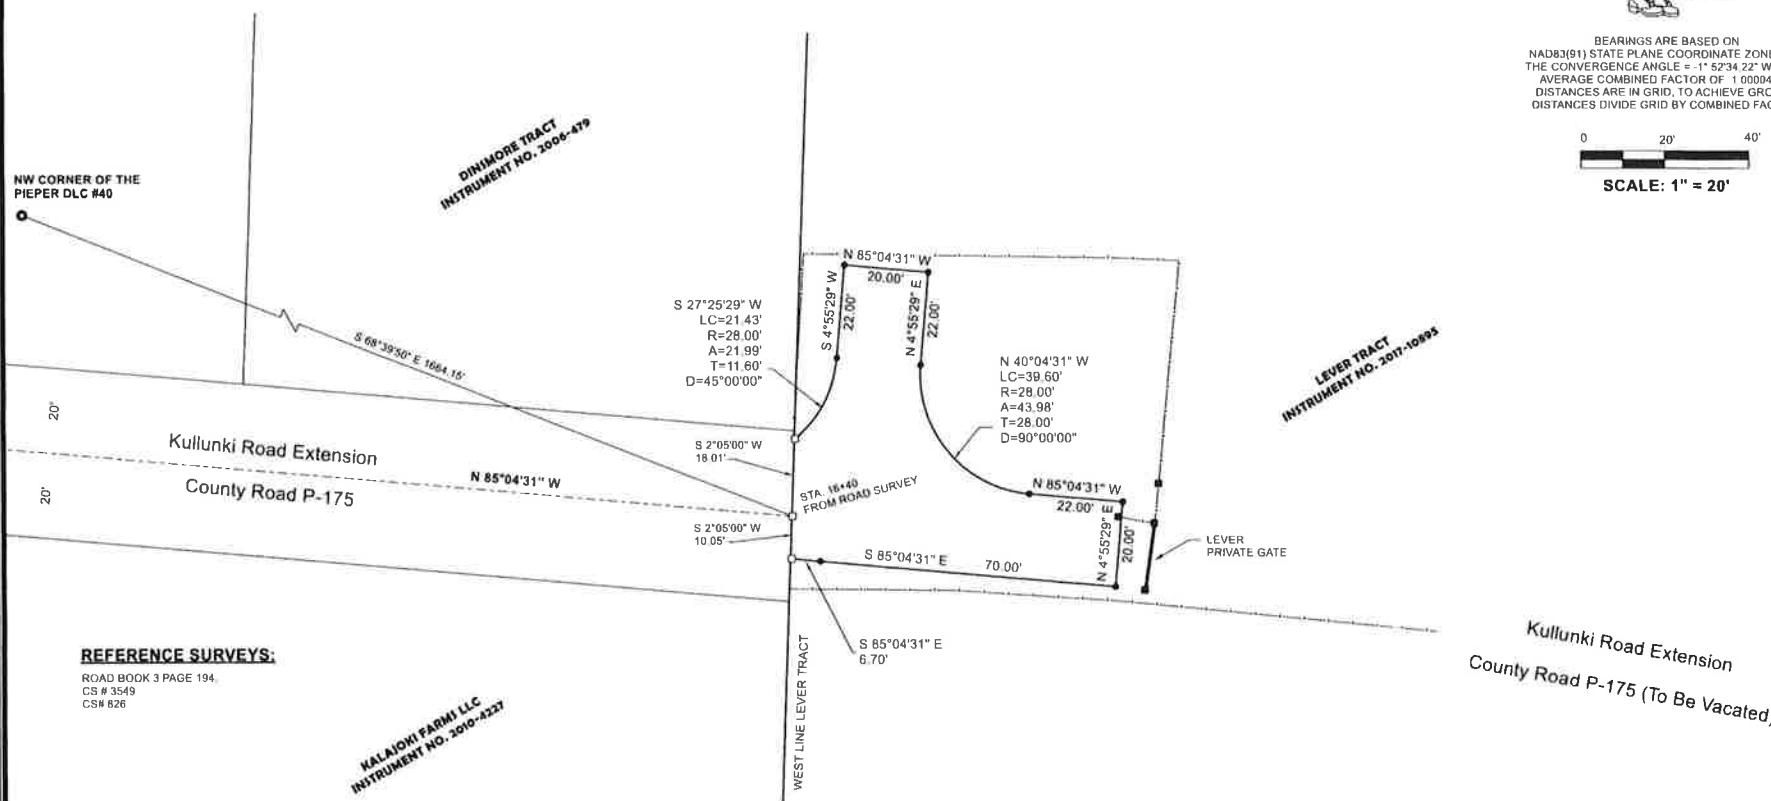 BEARINGS ARE BASED ON
NAD83(91) STATE PLANE COORDINATE ZONE
THE CONVERGENCE ANGLE = -1° 52'34.22" W
AVERAGE COMBINED FACTOR OF 1.00004
DISTANCES ARE IN GRID, TO ACHIEVE
DISTANCES DIVIDE GRID BY COMBINED
0 20' 40'
SCALE: 1" = 20'
DINSMORE TRACT
INSTRUMENT NO. 2006-479
NW CORNER OF THE
PIEPER DLC #40
S 68°39'50" E 1664.15'
N 85°04'31" W
20.00'
S 4°55'29" W
22.00'
N 4°55'29" E
22.00'
S 27°25'29" W
LC=21.43'
R=28.00'
A=21.99'
T=11.60'
D=45°00'00"
N 40°04'31" W
LC=39.60'
R=28.00'
A=43.98'
T=28.00'
D=90°00'00"
LEVER TRACT
INSTRUMENT NO. 2017-10895
20'
Kullunki Road Extension
N 85°04'31" W
20'
County Road P-175
S 2°05'00" W
18.01'
STA. 16+40
FROM ROAD SURVEY
S 2°05'00" W
10.05'
N 85°04'31" W
22.00'
N 4°55'29" E
20.00'
LEVER
PRIVATE GATE
S 85°04'31" E 70.00'
S 85°04'31" E
6.70'
WEST LINE LEVER TRACT
Kullunki Road Extension
County Road P-175 (To Be Vacated)
REFERENCE SURVEYS:
ROAD BOOK 3 PAGE 194.
CS # 3549
CS# 826
KALAJOKI FARMS LLC
INSTRUMENT NO. 2010-4227